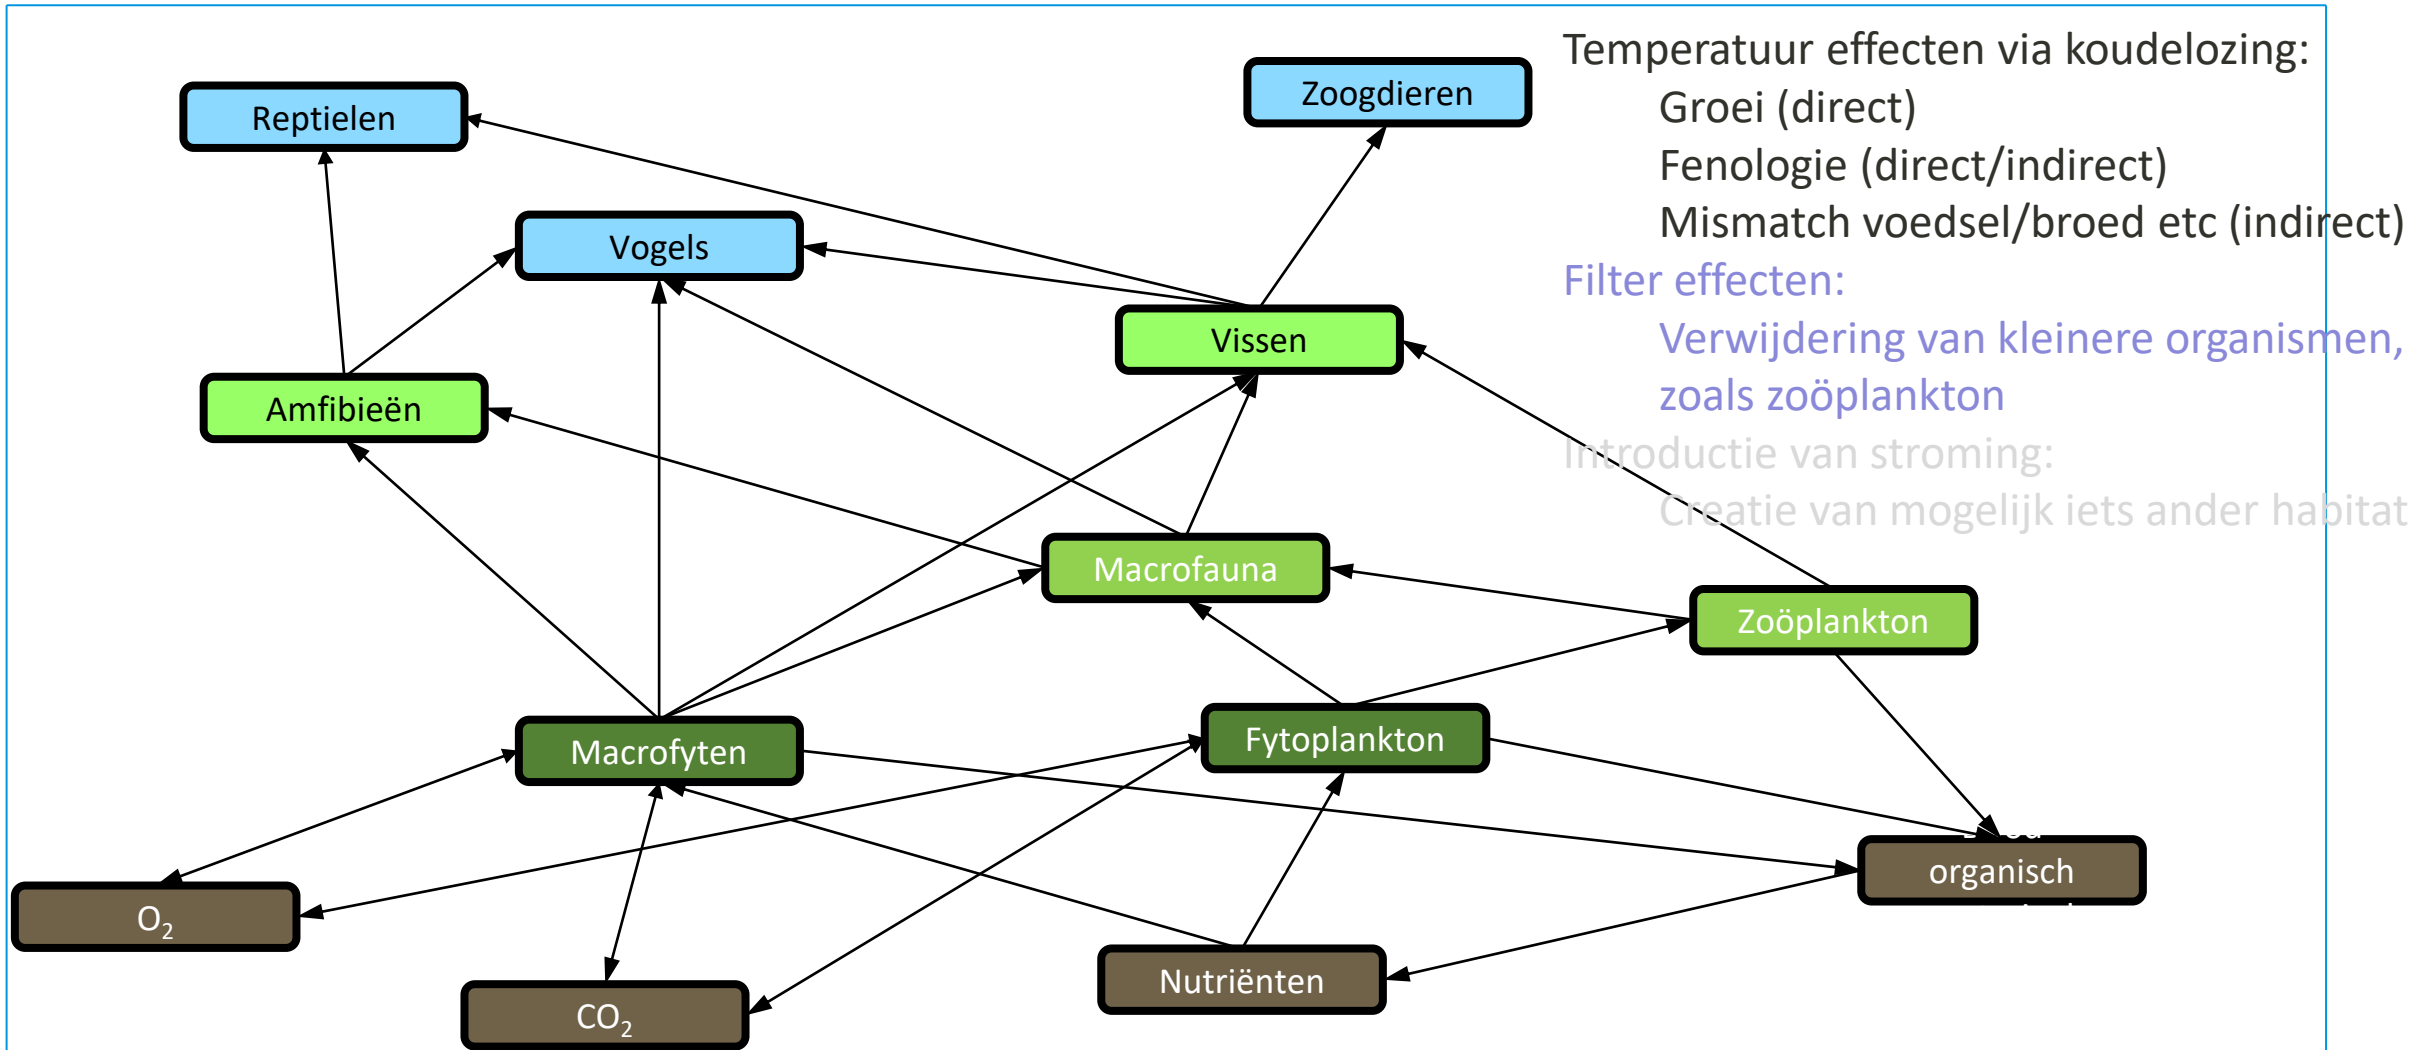 Temperatuur effecten via koudelozing:
Groei (direct)
Fenologie (direct/indirect)
Mismatch voedsel/broed etc (indirect)
Filter effecten:
Verwijdering van kleinere organismen,
zoals zoöplankton
Introductie van stroming:
Creatie van mogelijk iets ander habitat
Zoogdieren
Reptielen
Vogels
Vissen
Amfibieën
Macrofauna
Zoöplankton
Macrofyten
Fytoplankton
organisch
O₂
Nutriënten
CO₂